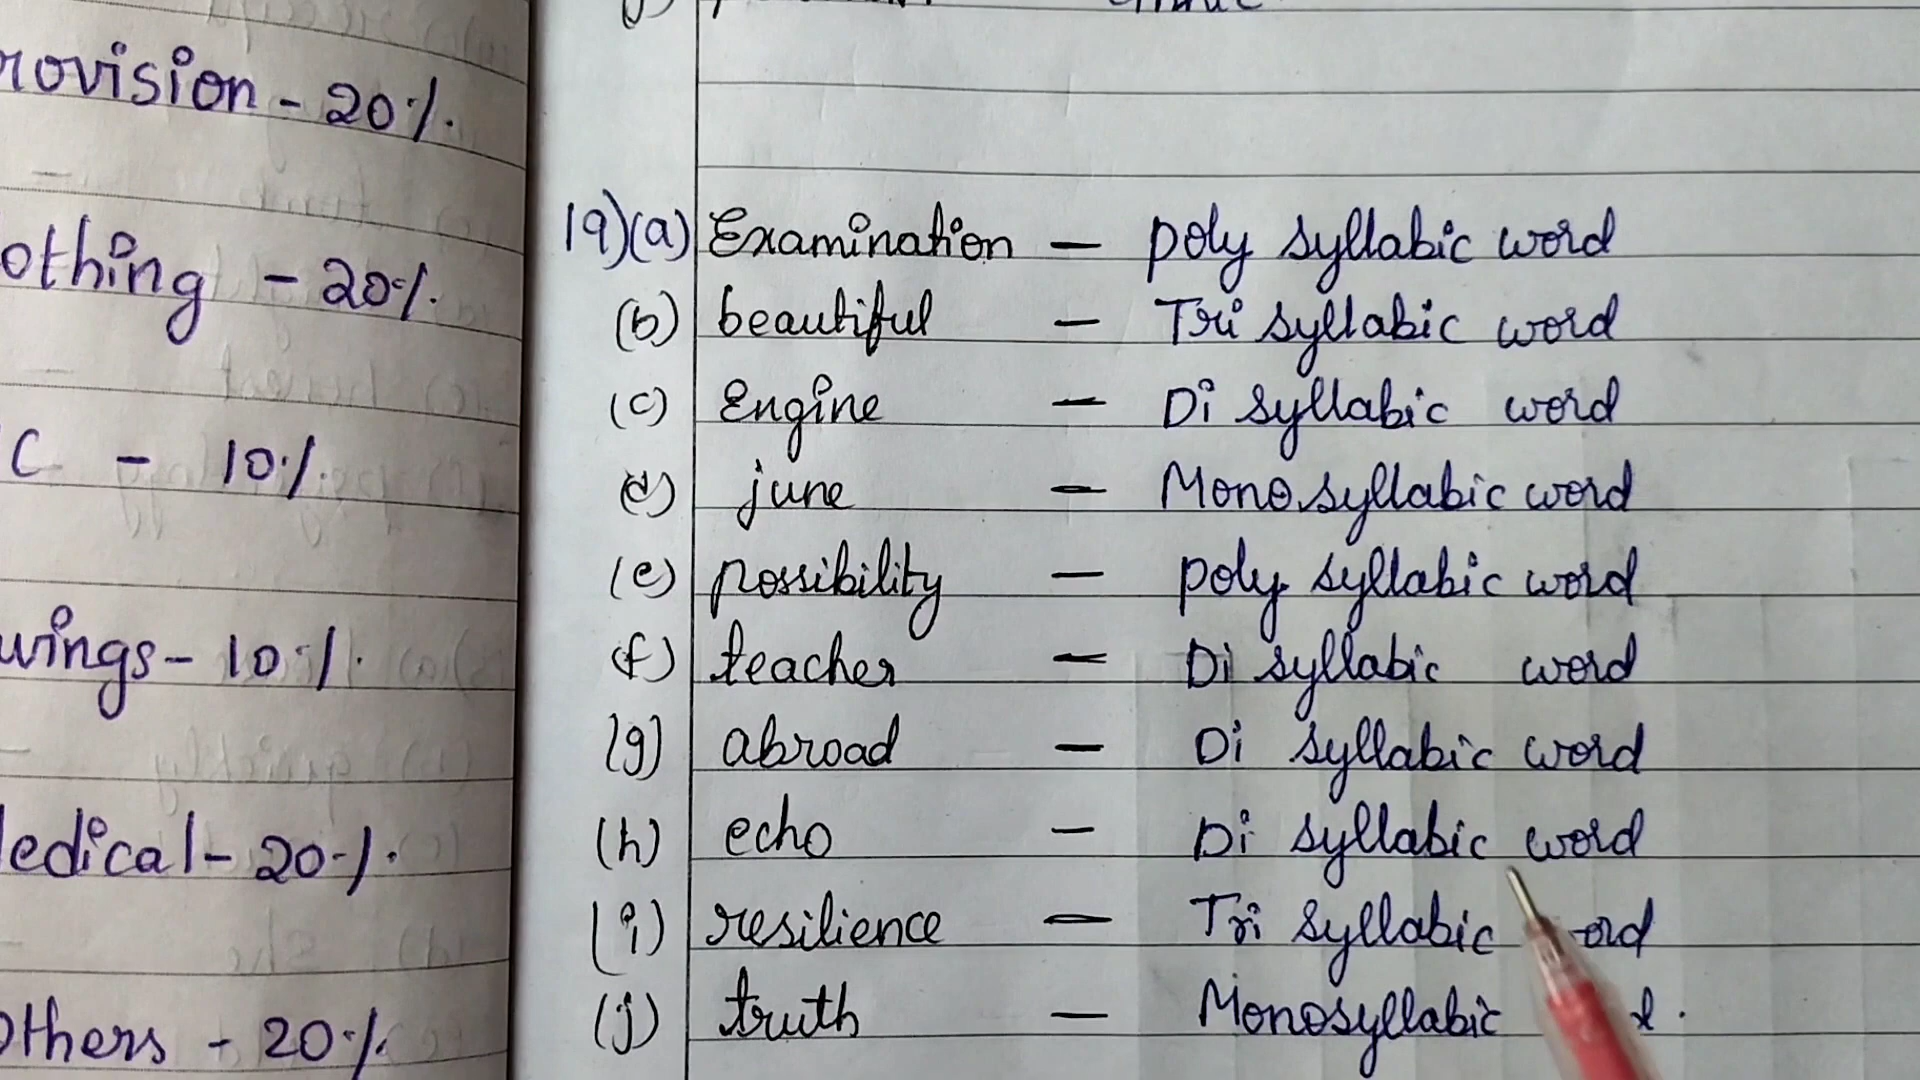 rovision - 20%.
othing - 20%.
C - 10%.
wings - 10%.
edical - 20%.
others - 20%.
19)(a) Examination — poly syllabic word
(b) beautiful — Tri syllabic word
(c) Engine — Di syllabic word
(d) june — Monosyllabic word
(e) possibility — poly syllabic word
(f) teacher — Di syllabic word
(g) abroad — Di syllabic word
(h) echo — Di syllabic word
(i) resilience — Tri syllabic ord
(j) truth — Monosyllabic d.